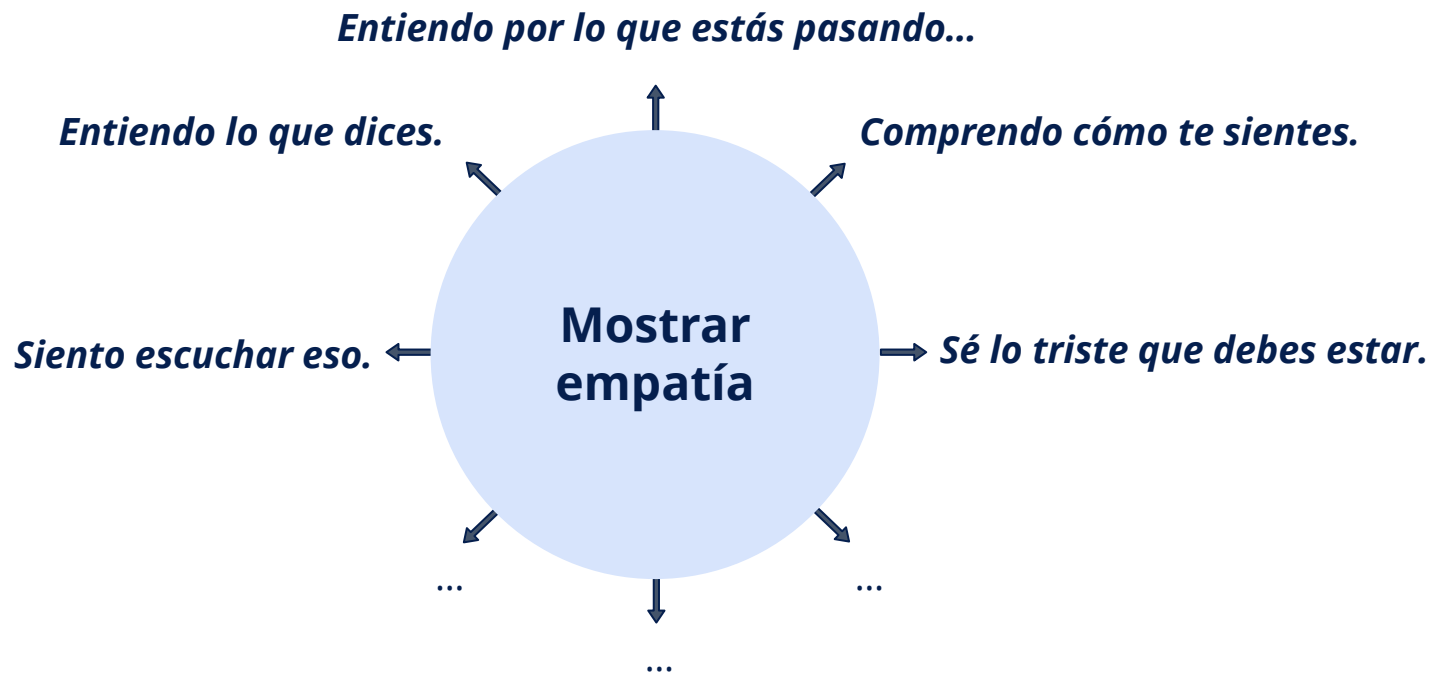 Entiendo por lo que estás pasando...
Entiendo lo que dices.
Comprendo cómo te sientes.
Mostrar
empatía
Siento escuchar eso.
Sé lo triste que debes estar.
...
...
...